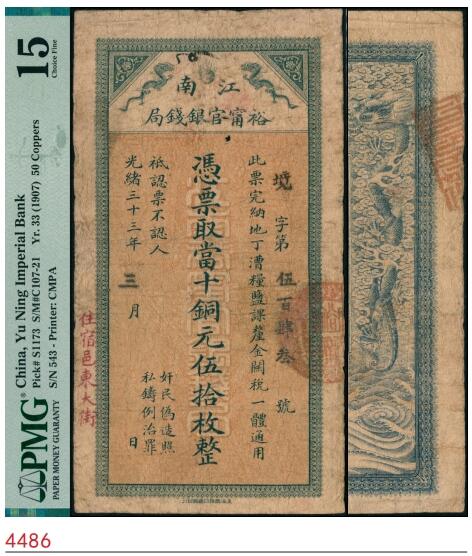 China, Yu Ning Imperial Bank
Pick# S1173 S/M#C107-21 Yr. 33 (1907) 50 Coppers
S/N 543 - Printer: CMPA
15
Choice Fine
PMG®
PAPER MONEY GUARANTY
江南
裕甯官銀錢局
境字第伍百肆叁號
此票完納地丁漕糧鹽課釐金關稅一體通用
憑票取當十銅元伍拾枚整
祗認票不認人
奸民偽造照
私鑄例治罪
光緒三十三年三月日
住宿邑東大街
4486